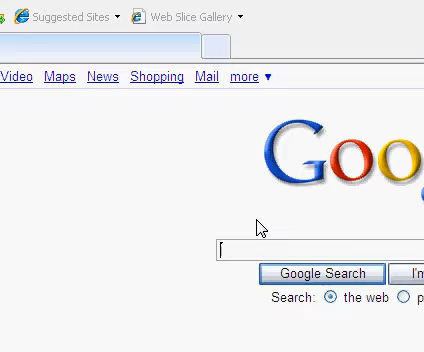 Suggested Sites Web Slice Gallery
Video Maps News Shopping Mail more
Goo
Google Search I'm
Search: the web p